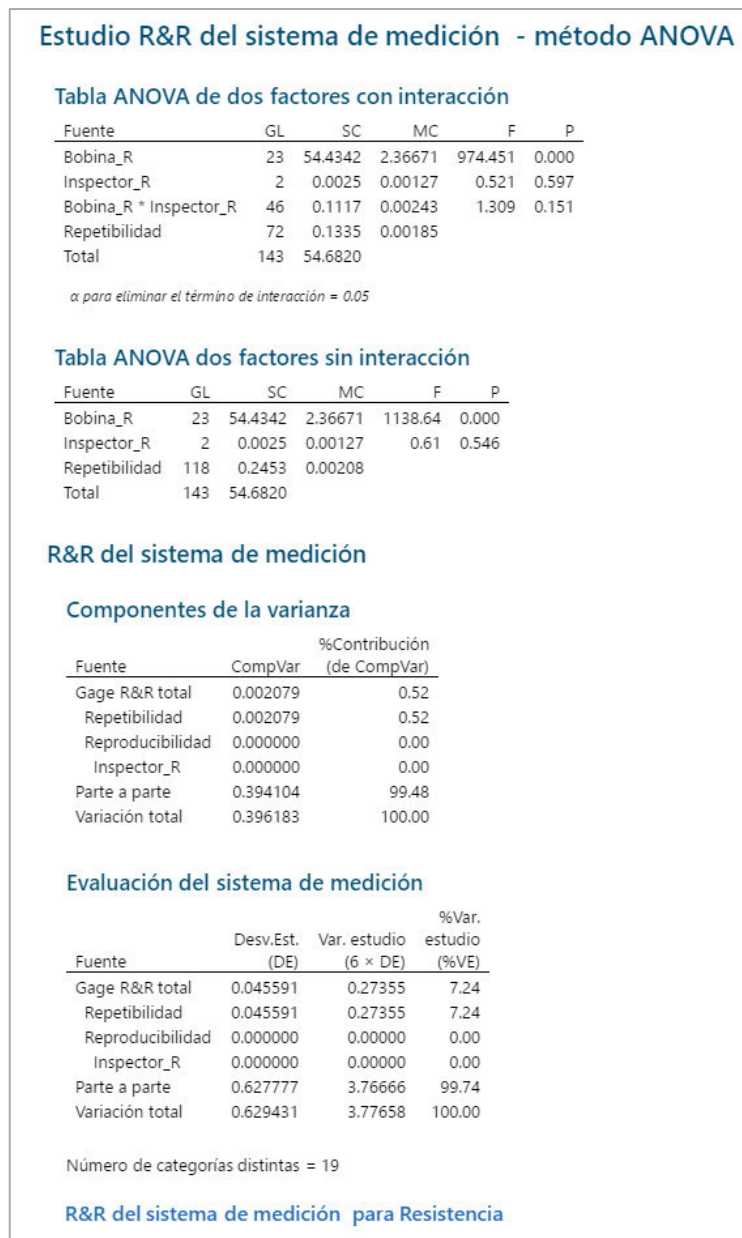 Estudio R&R del sistema de medición - método ANOVA
Tabla ANOVA de dos factores con interacción
Fuente GL SC MC F P
Bobina_R 23 54.4342 2.36671 974.451 0.000
Inspector_R 2 0.0025 0.00127 0.521 0.597
Bobina_R * Inspector_R 46 0.1117 0.00243 1.309 0.151
Repetibilidad 72 0.1335 0.00185
Total 143 54.6820
α para eliminar el término de interacción = 0.05
Tabla ANOVA dos factores sin interacción
Fuente GL SC MC F P
Bobina_R 23 54.4342 2.36671 1138.64 0.000
Inspector_R 2 0.0025 0.00127 0.61 0.546
Repetibilidad 118 0.2453 0.00208
Total 143 54.6820
R&R del sistema de medición
Componentes de la varianza
%Contribución
Fuente CompVar (de CompVar)
Gage R&R total 0.002079 0.52
Repetibilidad 0.002079 0.52
Reproducibilidad 0.000000 0.00
Inspector_R 0.000000 0.00
Parte a parte 0.394104 99.48
Variación total 0.396183 100.00
Evaluación del sistema de medición
%Var.
Desv.Est. Var. estudio estudio
Fuente (DE) (6 × DE) (%VE)
Gage R&R total 0.045591 0.27355 7.24
Repetibilidad 0.045591 0.27355 7.24
Reproducibilidad 0.000000 0.00000 0.00
Inspector_R 0.000000 0.00000 0.00
Parte a parte 0.627777 3.76666 99.74
Variación total 0.629431 3.77658 100.00
Número de categorías distintas = 19
R&R del sistema de medición para Resistencia